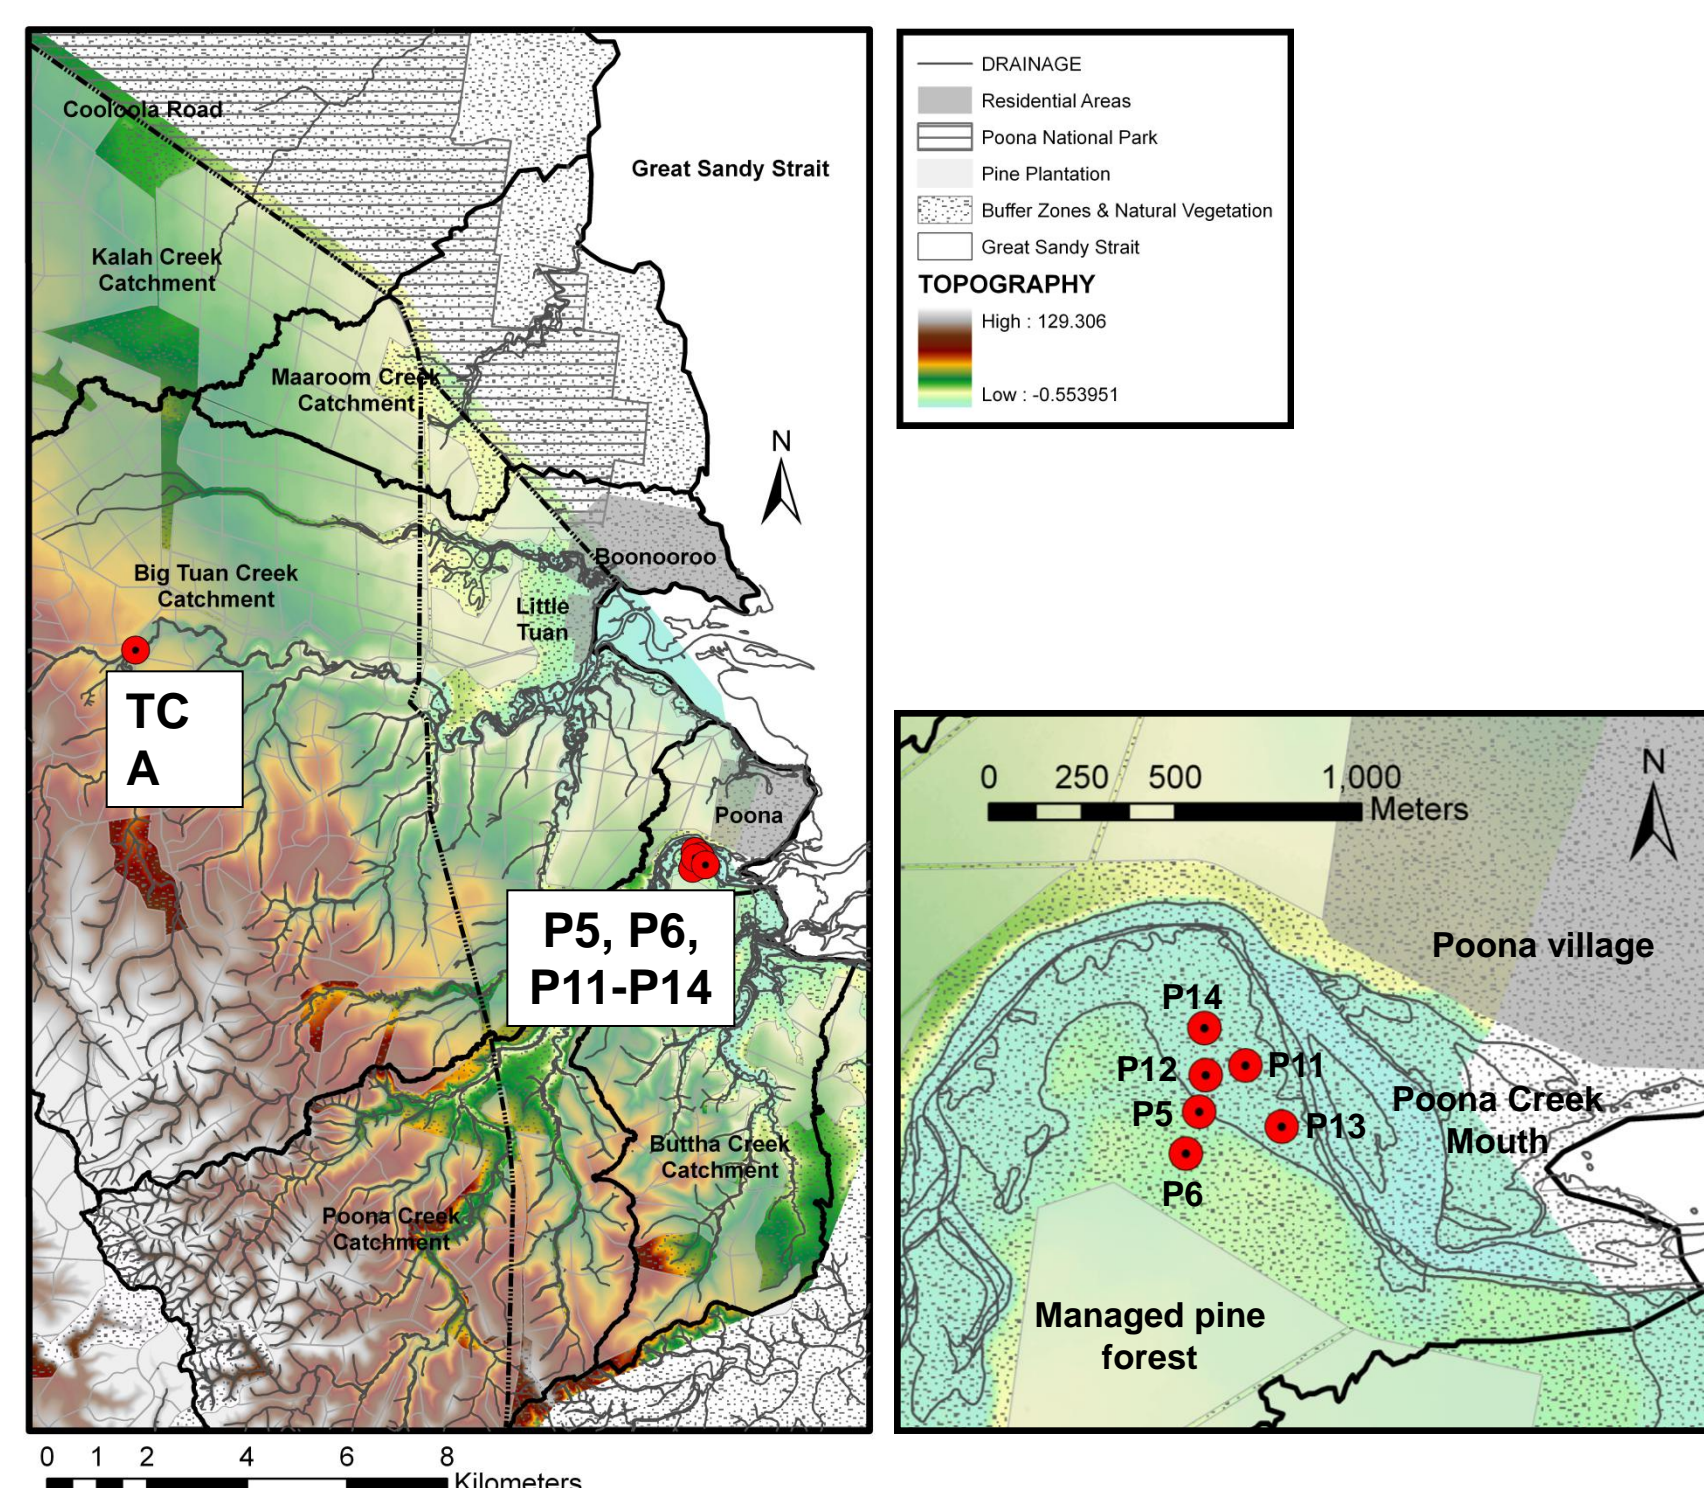 Cooloola Road
Great Sandy Strait
Kalah Creek
Catchment
Maaroom Creek
Catchment
N
Boonooroo
Big Tuan Creek
Catchment
Little
Tuan
TC
A
Poona
P5, P6,
P11-P14
Buttha Creek
Catchment
Poona Creek
Catchment
0 1 2 4 6 8
Kilometers
DRAINAGE
Residential Areas
Poona National Park
Pine Plantation
Buffer Zones & Natural Vegetation
Great Sandy Strait
TOPOGRAPHY
High : 129.306
Low : -0.553951
0 250 500 1,000
Meters
N
Poona village
P14
P12
P11
P5
P13
Poona Creek
Mouth
P6
Managed pine
forest